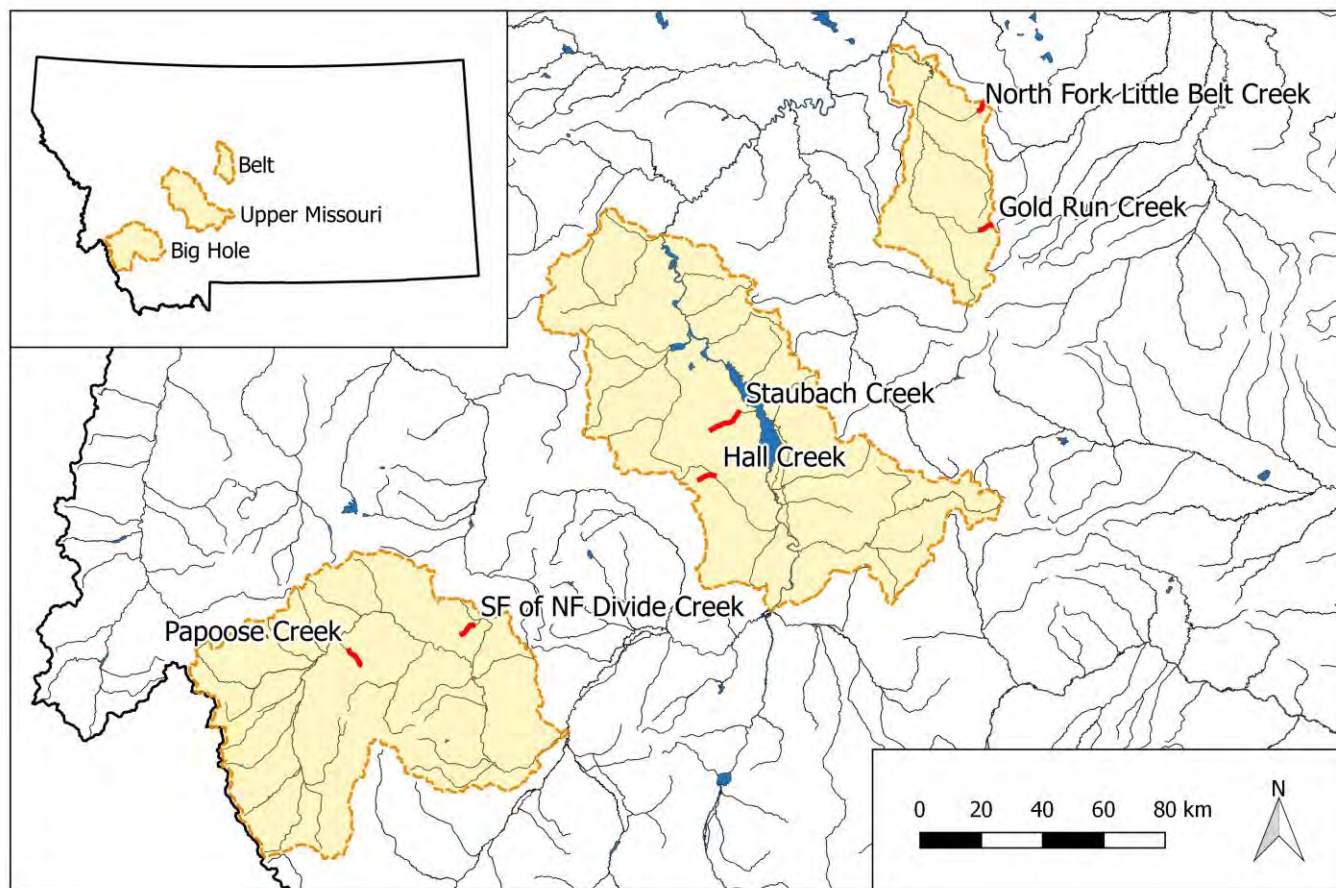 Belt
Upper Missouri
Big Hole
North Fork Little Belt Creek
Gold Run Creek
Staubach Creek
Hall Creek
SF of NF Divide Creek
Papoose Creek
0 20 40 60 80 km
N